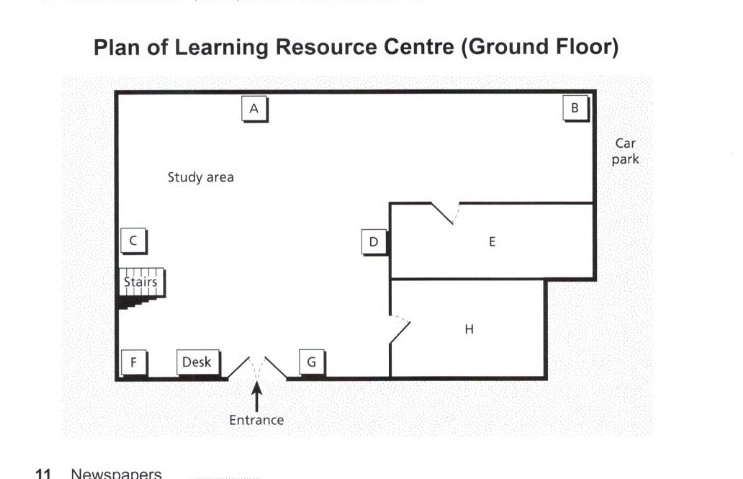 Plan of Learning Resource Centre (Ground Floor)
A
B
Car
park
Study area
C
D
E
Stairs
H
F
Desk
G
Entrance
11 Newspapers